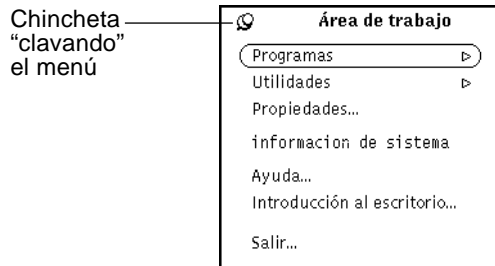 Chincheta
“clavando”
el menú
Área de trabajo
Programas
Utilidades
Propiedades...
informacion de sistema
Ayuda...
Introducción al escritorio...
Salir...